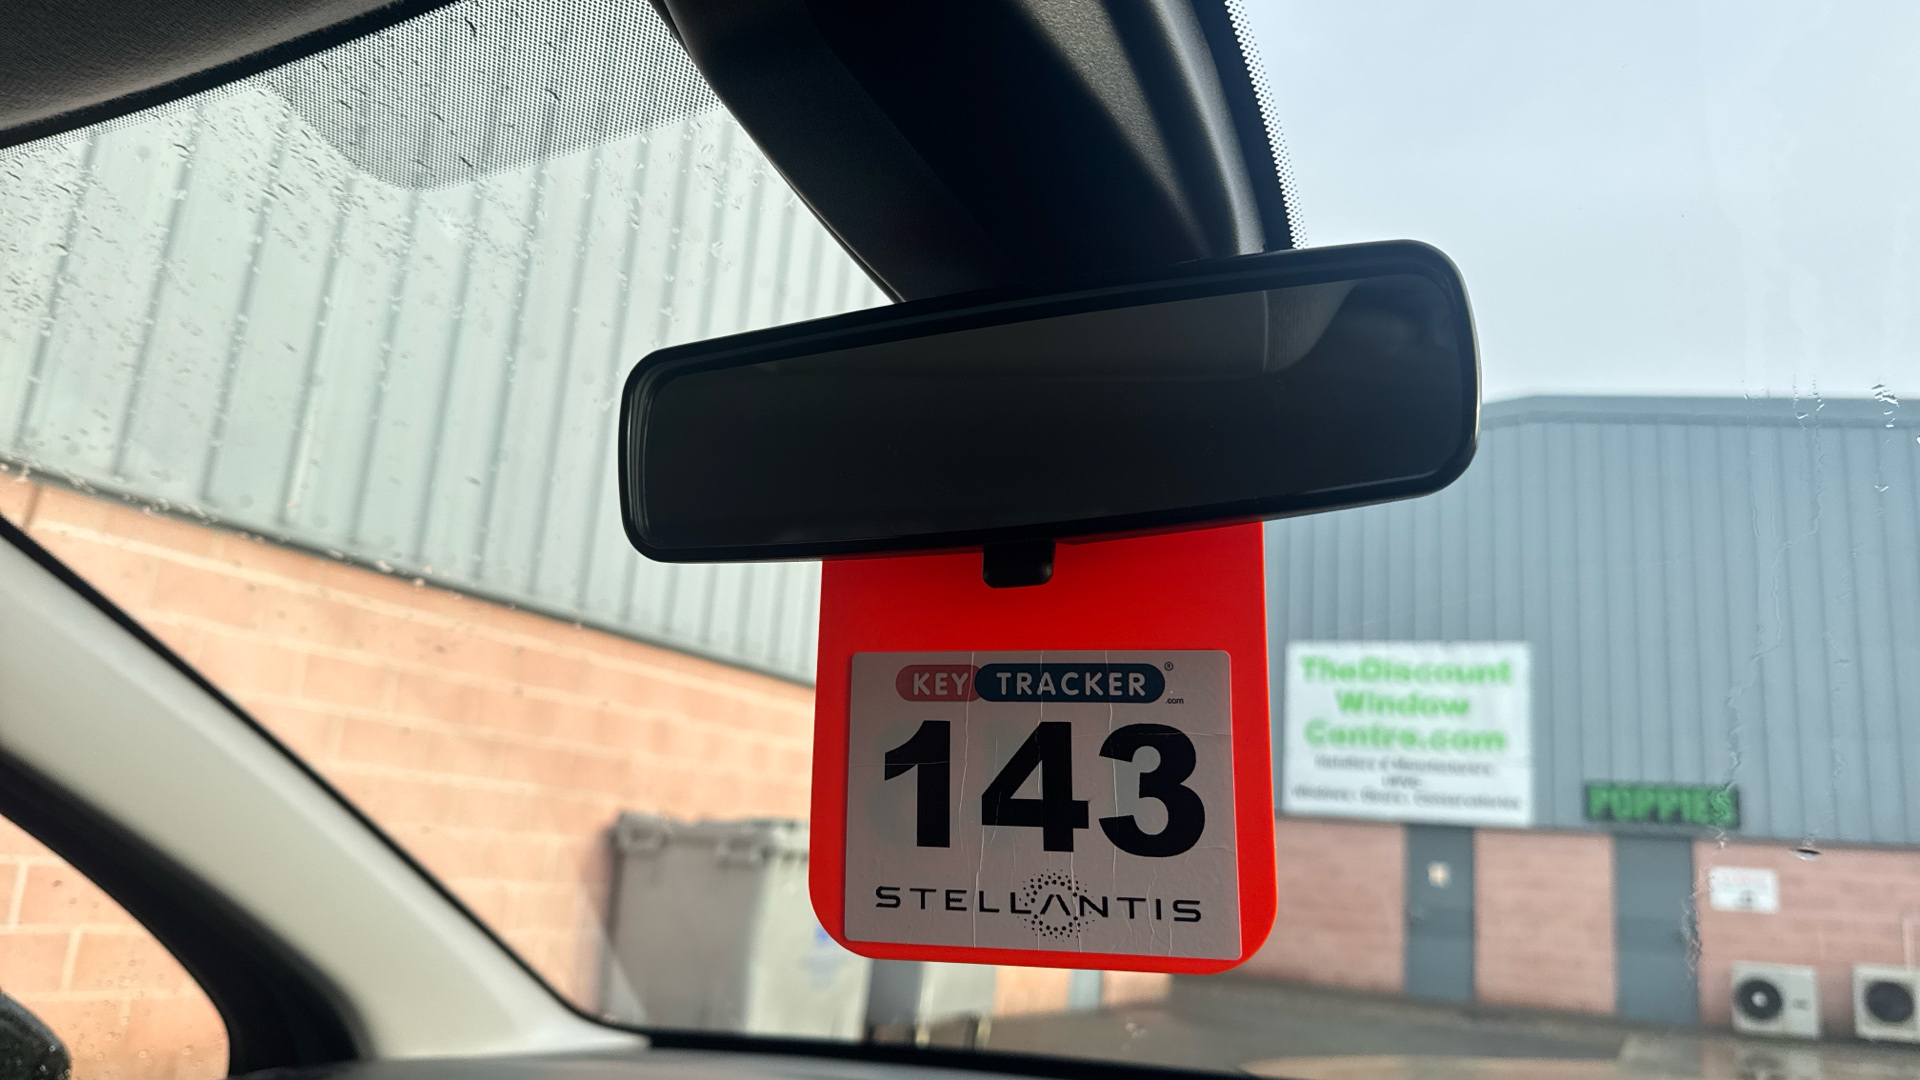 KEY TRACKER®
.com
143
STELLANTIS
TheDiscount
Window
Centre.com
POPPIES